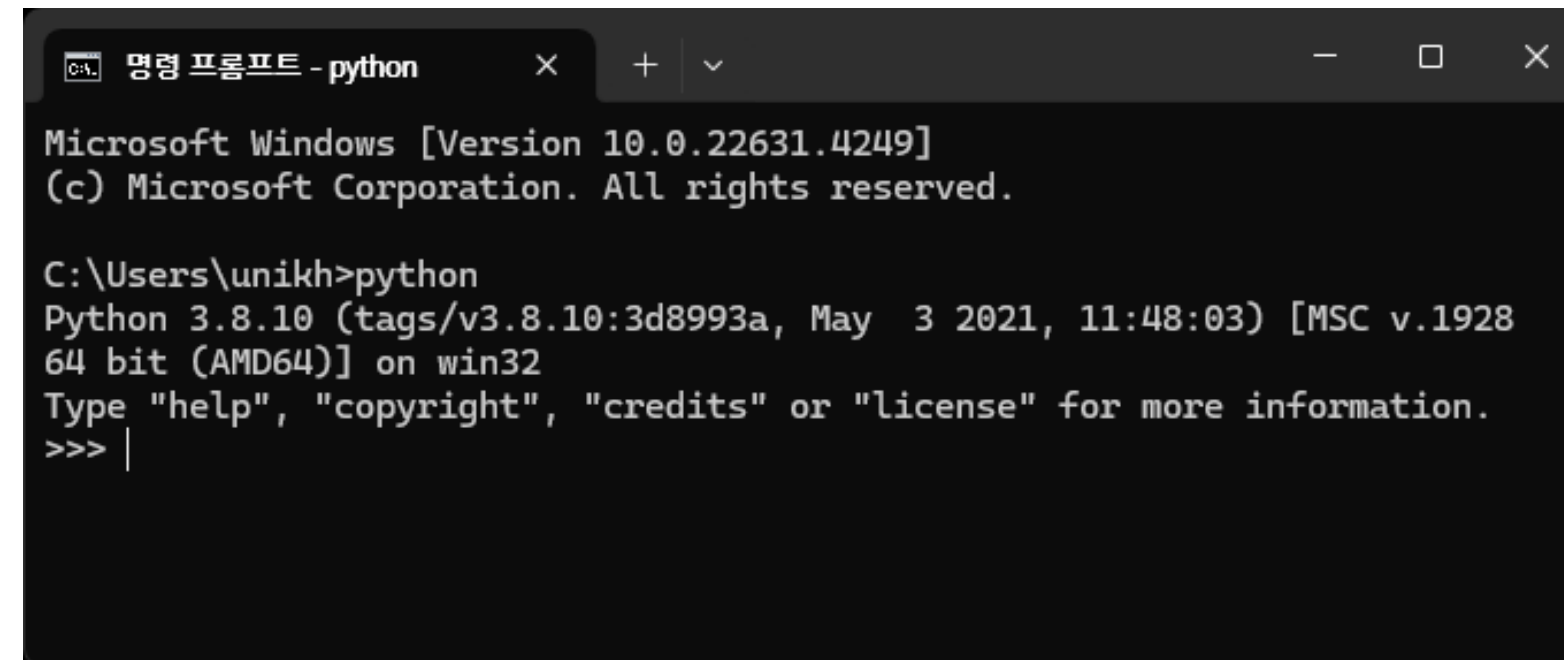 명령 프롬프트 - python
Microsoft Windows [Version 10.0.22631.4249]
(c) Microsoft Corporation. All rights reserved.
C:\Users\unikh>python
Python 3.8.10 (tags/v3.8.10:3d8993a, May  3 2021, 11:48:03) [MSC v.1928
64 bit (AMD64)] on win32
Type "help", "copyright", "credits" or "license" for more information.
>>>